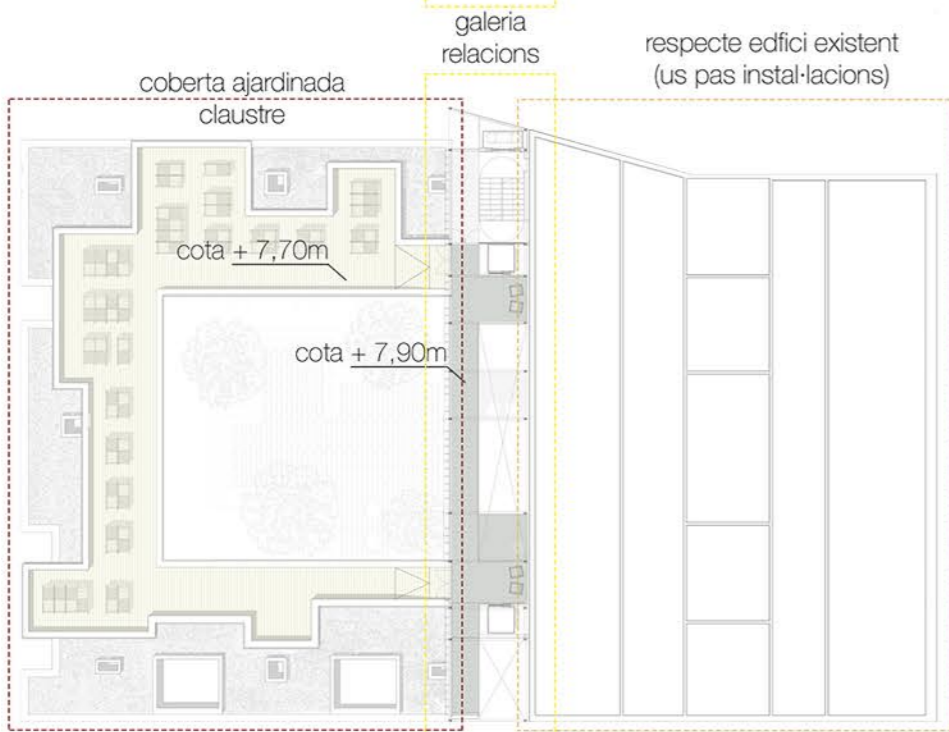 galeria
relacions
respecte edfici existent
(us pas instal·lacions)
coberta ajardinada
claustre
cota + 7,70m
cota + 7,90m